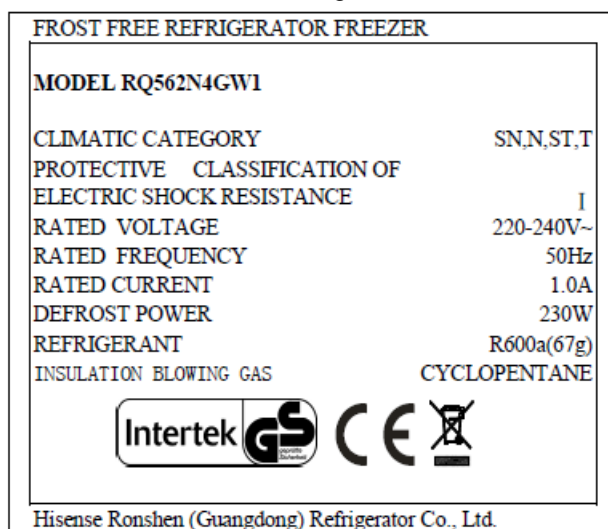 FROST FREE REFRIGERATOR FREEZER
MODEL RQ562N4GW1
CLIMATIC CATEGORY SN,N,ST,T
PROTECTIVE CLASSIFICATION OF
ELECTRIC SHOCK RESISTANCE I
RATED VOLTAGE 220-240V~
RATED FREQUENCY 50Hz
RATED CURRENT 1.0A
DEFROST POWER 230W
REFRIGERANT R600a(67g)
INSULATION BLOWING GAS CYCLOPENTANE
Intertek GS CE
geprüfte
Sicherheit
Hisense Ronshen (Guangdong) Refrigerator Co., Ltd.